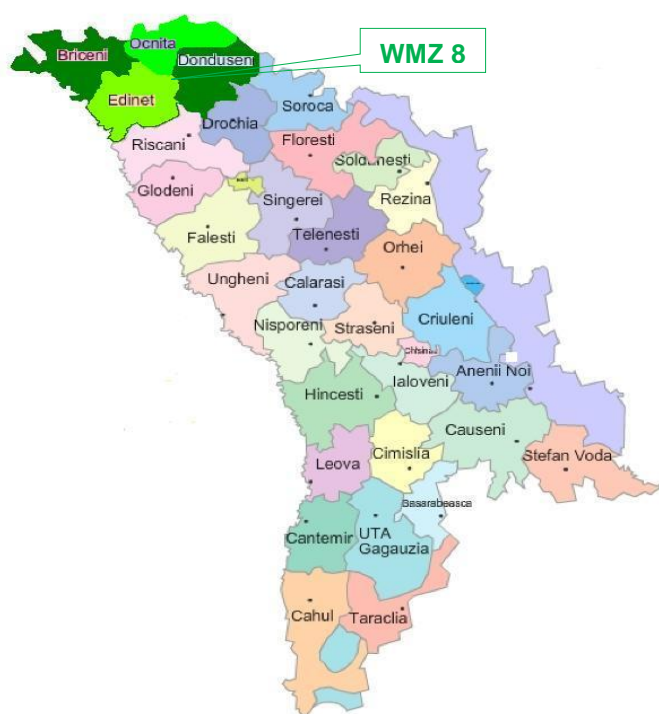 Ocnita
WMZ 8
Briceni
Donduseni
Edinet
Soroca
Drochia
Riscani
Floresti
Soldanesti
Glodeni
Singerei
Rezina
Falesti
Telenesti
Orhei
Ungheni
Calarasi
Criuleni
Nisporeni
Straseni
Chisinau
Anenii Noi
Ialoveni
Hincesti
Causeni
Cimislia
Stefan Voda
Leova
Basarabeasca
Cantemir
UTA
Gagauzia
Cahul
Taraclia